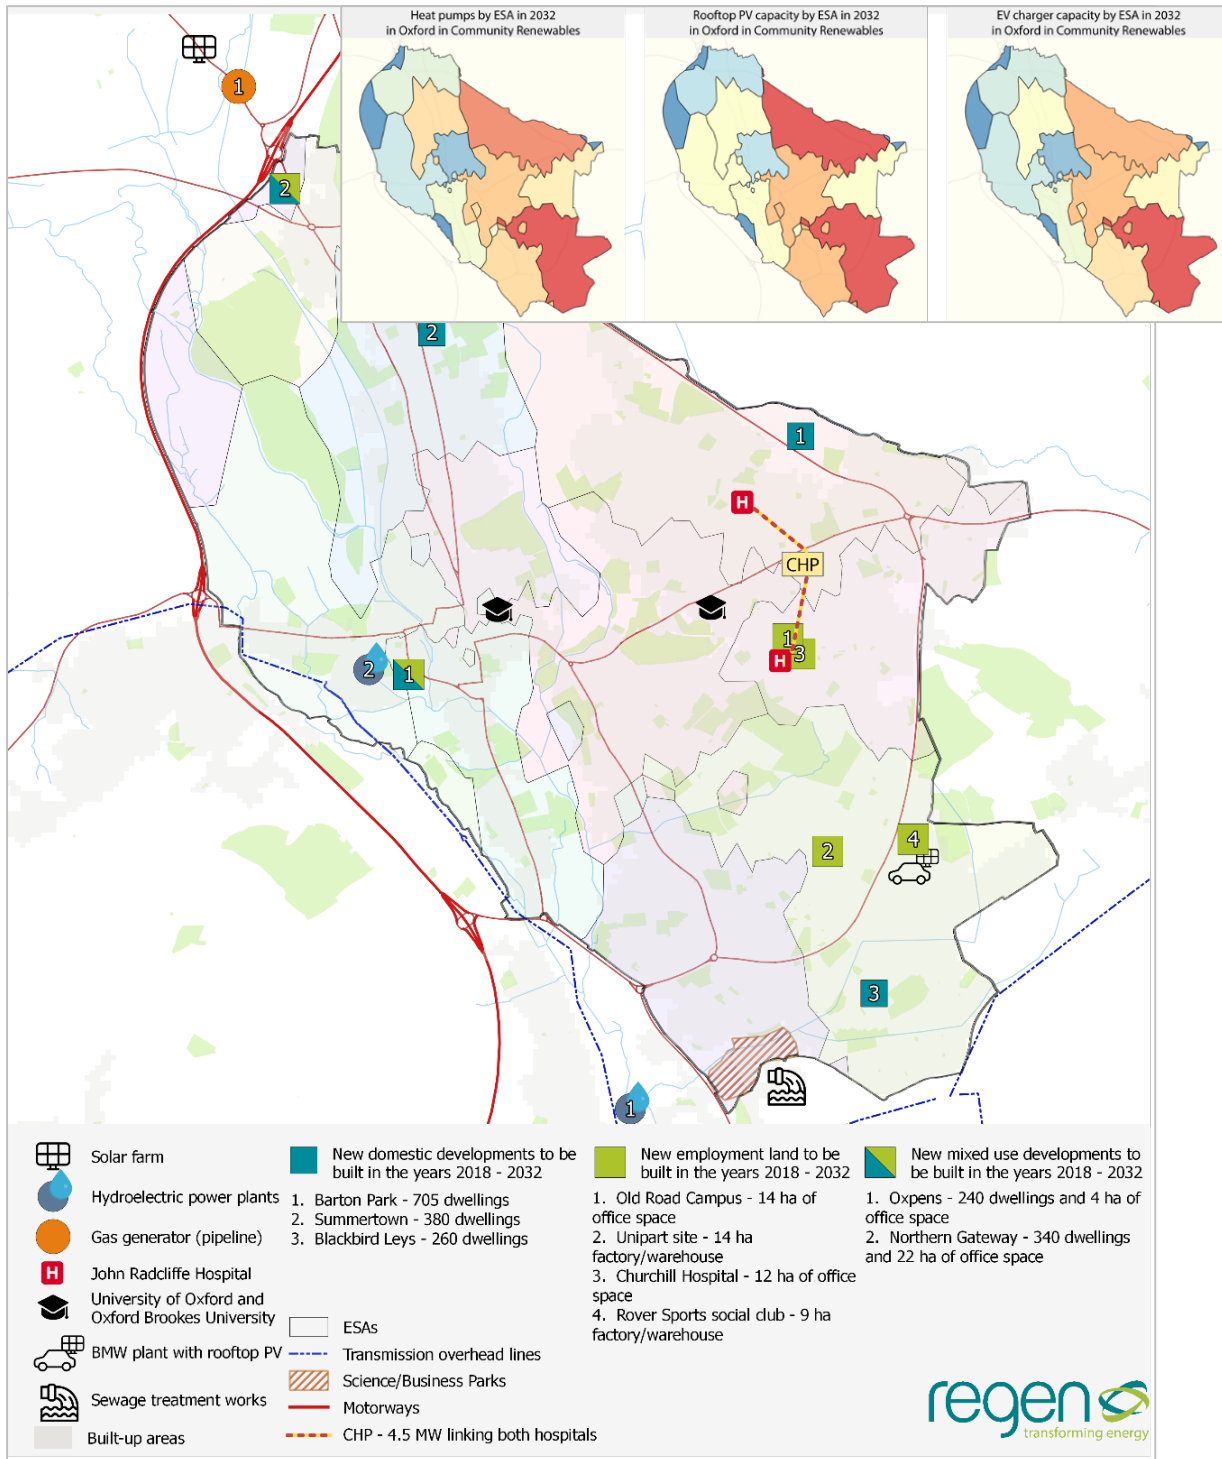 Heat pumps by ESA in 2032
in Oxford in Community Renewables
Rooftop PV capacity by ESA in 2032
in Oxford in Community Renewables
EV charger capacity by ESA in 2032
in Oxford in Community Renewables
1
2
2
1
H
CHP
1
3
H
2
1
4
2
3
1
Solar farm
Hydroelectric power plants
Gas generator (pipeline)
H
John Radcliffe Hospital
University of Oxford and
Oxford Brookes University
BMW plant with rooftop PV
Sewage treatment works
Built-up areas
New domestic developments to be
built in the years 2018 - 2032
1. Barton Park - 705 dwellings
2. Summertown - 380 dwellings
3. Blackbird Leys - 260 dwellings
ESAs
Transmission overhead lines
Science/Business Parks
Motorways
CHP - 4.5 MW linking both hospitals
New employment land to be
built in the years 2018 - 2032
1. Old Road Campus - 14 ha of
office space
2. Unipart site - 14 ha
factory/warehouse
3. Churchill Hospital - 12 ha of office
space
4. Rover Sports social club - 9 ha
factory/warehouse
New mixed use developments to
be built in the years 2018 - 2032
1. Oxpens - 240 dwellings and 4 ha of
office space
2. Northern Gateway - 340 dwellings
and 22 ha of office space
regen
transforming energy